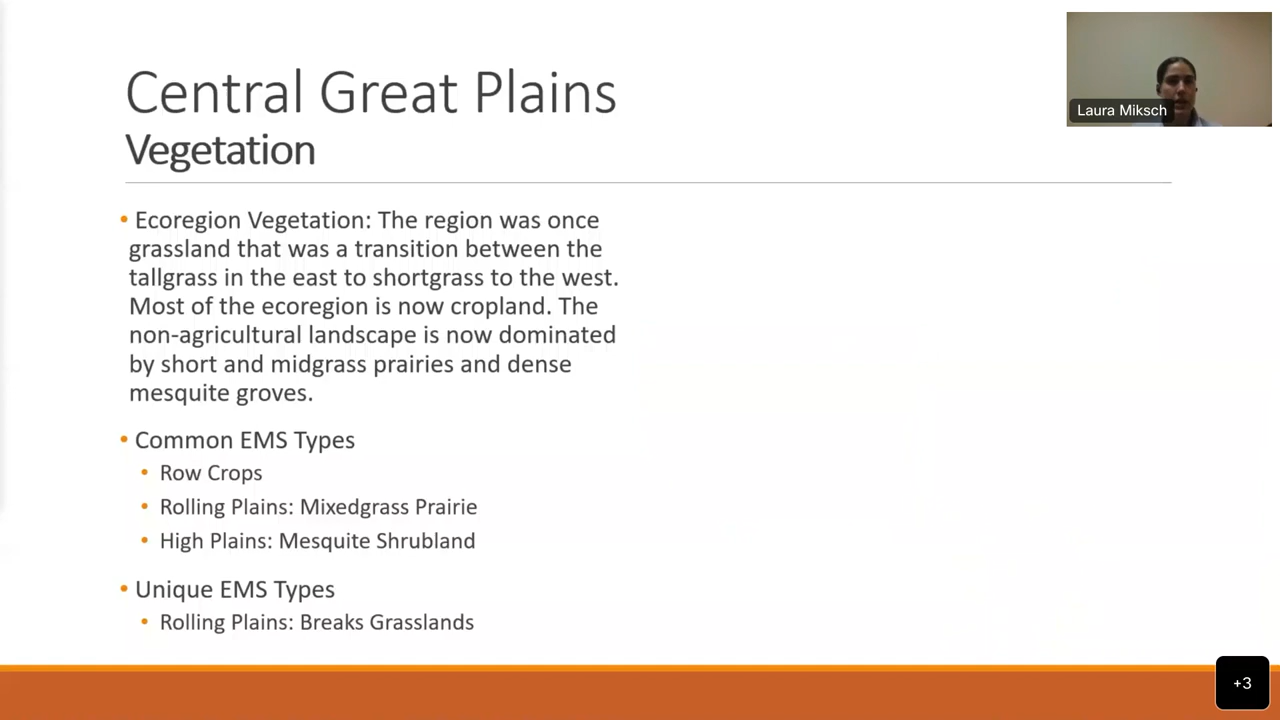 Central Great Plains
Vegetation
Laura Miksch
• Ecoregion Vegetation: The region was once
grassland that was a transition between the
tallgrass in the east to shortgrass to the west.
Most of the ecoregion is now cropland. The
non-agricultural landscape is now dominated
by short and midgrass prairies and dense
mesquite groves.
• Common EMS Types
• Row Crops
• Rolling Plains: Mixedgrass Prairie
• High Plains: Mesquite Shrubland
• Unique EMS Types
• Rolling Plains: Breaks Grasslands
+3